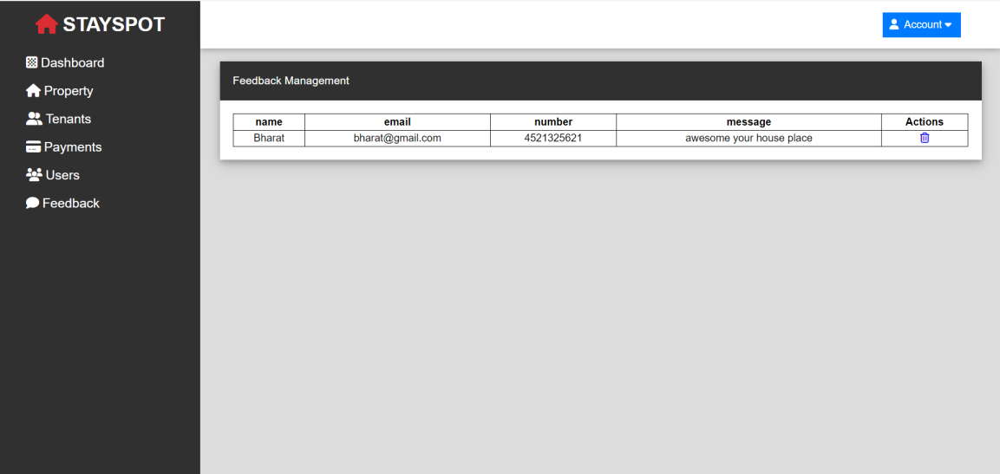 STAYSPOT
Account
Dashboard
Property
Tenants
Payments
Users
Feedback
Feedback Management
name email number message Actions
Bharat bharat@gmail.com 4521325621 awesome your house place